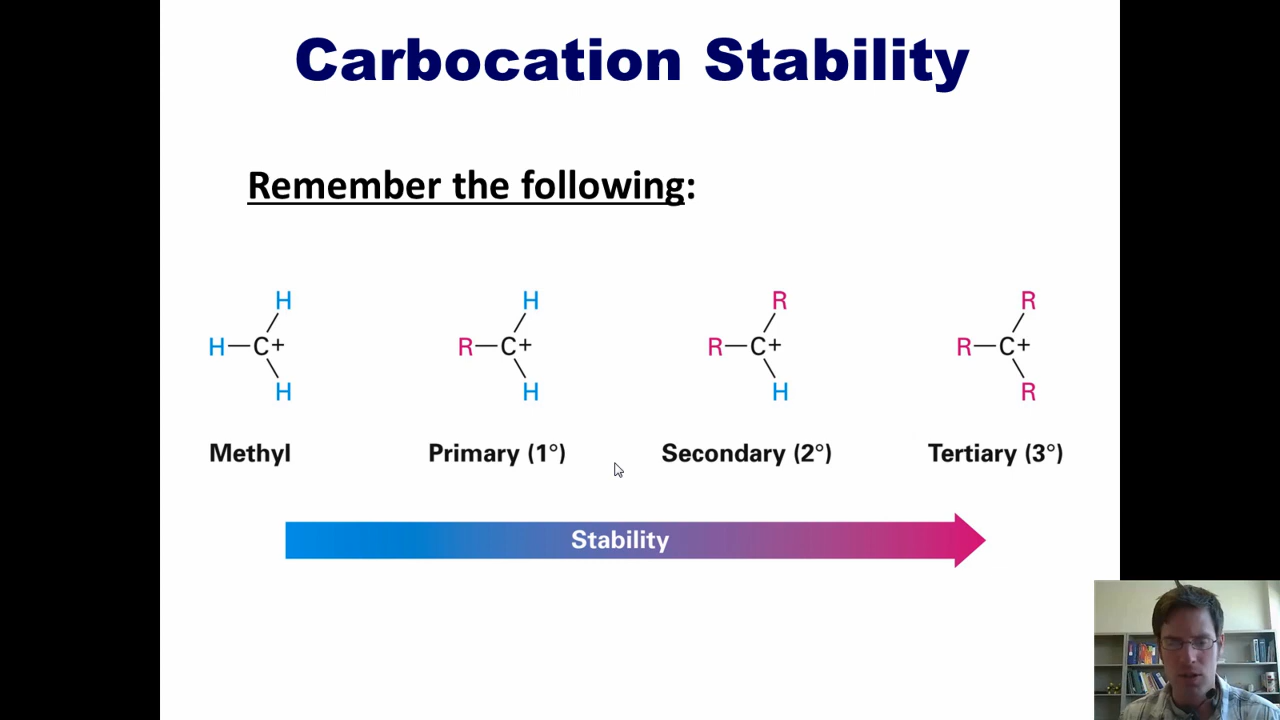 Carbocation Stability
Remember the following:
H H R R
H—C+ R—C+ R—C+ R—C+
H H H R
Methyl Primary (1°) Secondary (2°) Tertiary (3°)
Stability